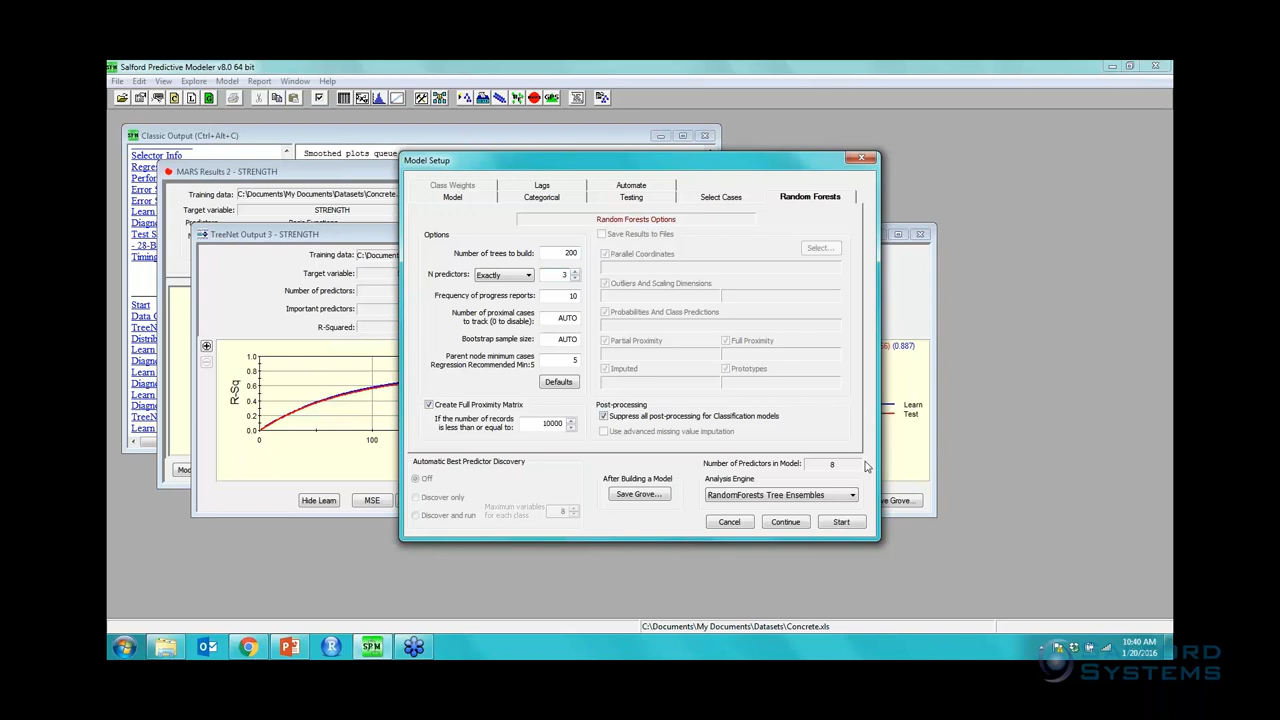 Salford Predictive Modeler v8.0 64 bit
File Edit View Explore Model Report Window Help
Classic Output (Ctrl+Alt+C)
Selector Info
Smoothed plots queue
MARS Results 2 - STRENGTH
Training data: C:\Documents\My Documents\Datasets\Concrete.
Target variable: STRENGTH
TreeNet Output 3 - STRENGTH
Training data: C:\Docume
Target variable:
Number of predictors:
Important predictors:
R-Squared:
R-Sq
1.0
0.8
0.6
0.4
0.2
0.0
0 100
Start
Hide Learn MSE
(0.887)
Learn
Test
ve Grove...
Model Setup
Class Weights Lags Automate
Model Categorical Testing Select Cases Random Forests
Random Forests Options
Options
Number of trees to build: 200
N predictors: Exactly 3
Frequency of progress reports: 10
Number of proximal cases
to track (0 to disable): AUTO
Bootstrap sample size: AUTO
Parent node minimum cases
Regression Recommended Min:5 5
Defaults
Create Full Proximity Matrix
If the number of records
is less than or equal to: 10000
Save Results to Files
Select...
Parallel Coordinates
Outliers And Scaling Dimensions
Probabilities And Class Predictions
Partial Proximity Full Proximity
Imputed Prototypes
Post-processing
Suppress all post-processing for Classification models
Use advanced missing value imputation
Automatic Best Predictor Discovery
Off
Discover only
Discover and run
Maximum variables
for each class 8
After Building a Model
Save Grove...
Number of Predictors in Model: 8
Analysis Engine
RandomForests Tree Ensembles
Cancel Continue Start
C:\Documents\My Documents\Datasets\Concrete.xls
10:40 AM
1/20/2016
SYSTEMS